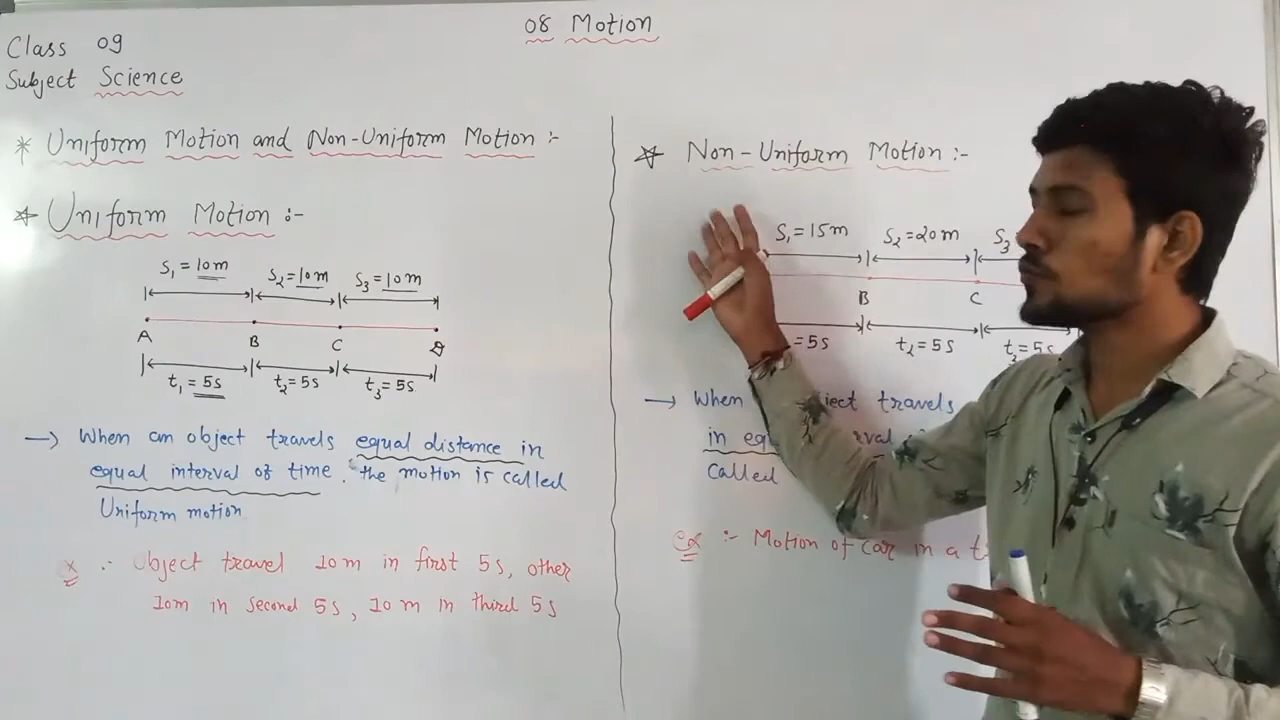 08 Motion
Class 09
Subject Science
* Uniform Motion and Non-Uniform Motion :-
☆ Uniform Motion :-
S₁ = 10m S₂ = 10m S₃ = 10m
A B C D
t₁ = 5s t₂ = 5s t₃ = 5s
→ When an object travels equal distance in
equal interval of time. the motion is called
Uniform motion
x :- Object travel 10m in first 5s, other
10m in second 5s, 10m in third 5s
☆ Non-Uniform Motion :-
S₁ = 15m S₂ = 20m S₃
B C
= 5s t₂ = 5s t₃ = 5s
→ When ject travels
in eq rval
called
ex :- Motion of car in a t